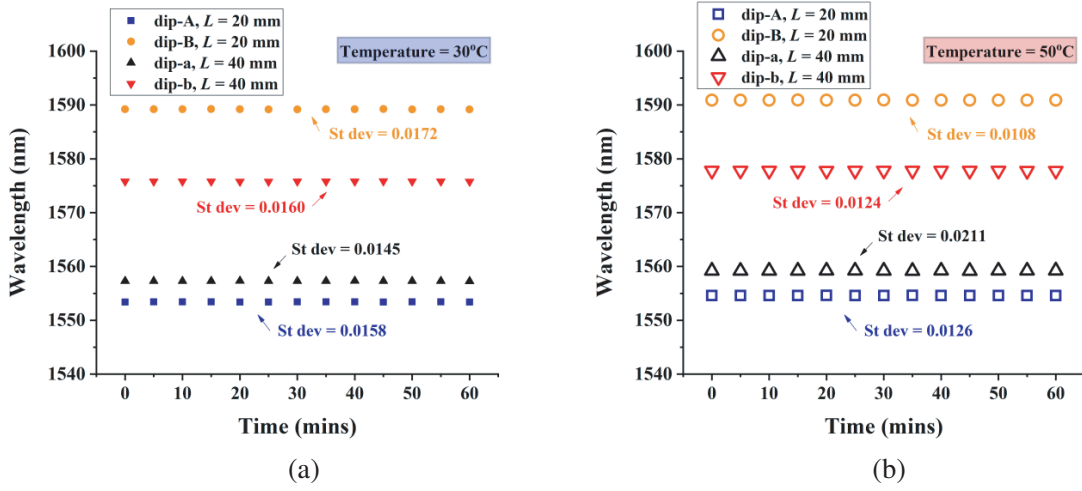 dip-A, L = 20 mm
dip-B, L = 20 mm
dip-a, L = 40 mm
dip-b, L = 40 mm
Temperature = 30°C
1600
1590
1580
1570
1560
1550
1540
Wavelength (nm)
St dev = 0.0172
St dev = 0.0160
St dev = 0.0145
St dev = 0.0158
0 10 20 30 40 50 60
Time (mins)
(a)
dip-A, L = 20 mm
dip-B, L = 20 mm
dip-a, L = 40 mm
dip-b, L = 40 mm
Temperature = 50°C
1600
1590
1580
1570
1560
1550
1540
Wavelength (nm)
St dev = 0.0108
St dev = 0.0124
St dev = 0.0211
St dev = 0.0126
0 10 20 30 40 50 60
Time (mins)
(b)